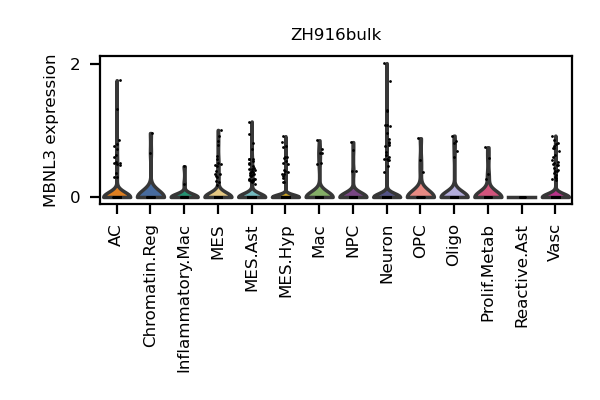 ZH916bulk
MBNL3 expression
2
0
AC
Chromatin.Reg
Inflammatory.Mac
MES
MES.Ast
MES.Hyp
Mac
NPC
Neuron
OPC
Oligo
Prolif.Metab
Reactive.Ast
Vasc